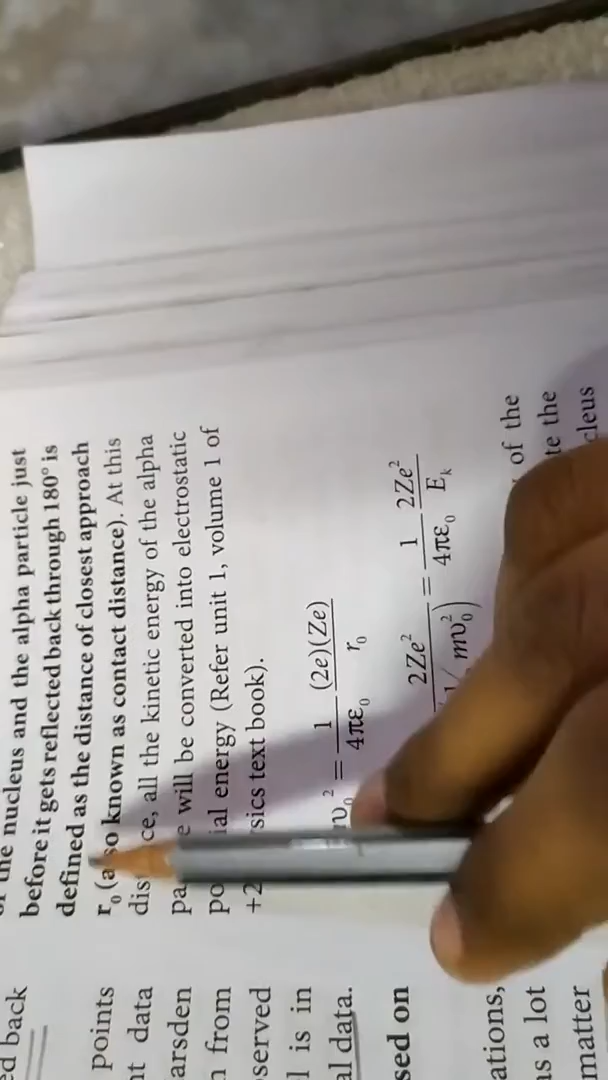 ed back
points
nt data
arsden
n from
served
l is in
al data.
sed on
ations,
as a lot
matter
the nucleus and the alpha particle just
before it gets reflected back through 180° is
defined as the distance of closest approach
r₀ (also known as contact distance). At this
ce, all the kinetic energy of the alpha
e will be converted into electrostatic
ial energy (Refer unit 1, volume 1 of
+2 sics text book).
υ₀² = 1/4πε₀ (2e)(Ze)/r₀
2Ze²/( mυ₀²) = 1/4πε₀ 2Ze²/Eₖ
of the
te the
cleus